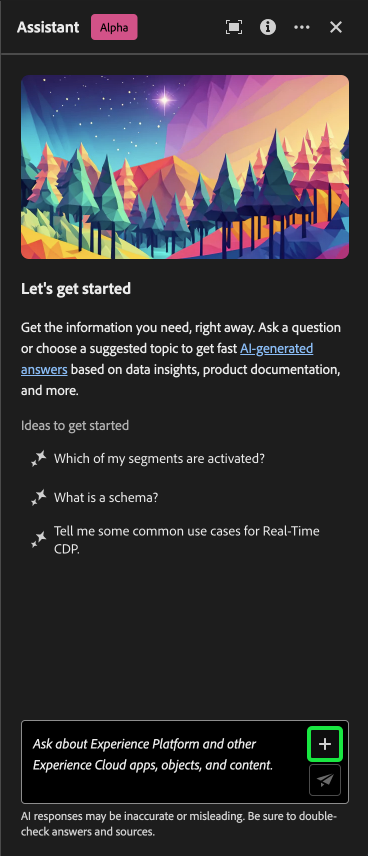 Assistant Alpha
Let's get started
Get the information you need, right away. Ask a question
or choose a suggested topic to get fast AI-generated
answers based on data insights, product documentation,
and more.
Ideas to get started
Which of my segments are activated?
What is a schema?
Tell me some common use cases for Real-Time
CDP.
Ask about Experience Platform and other
Experience Cloud apps, objects, and content.
AI responses may be inaccurate or misleading. Be sure to double-
check answers and sources.